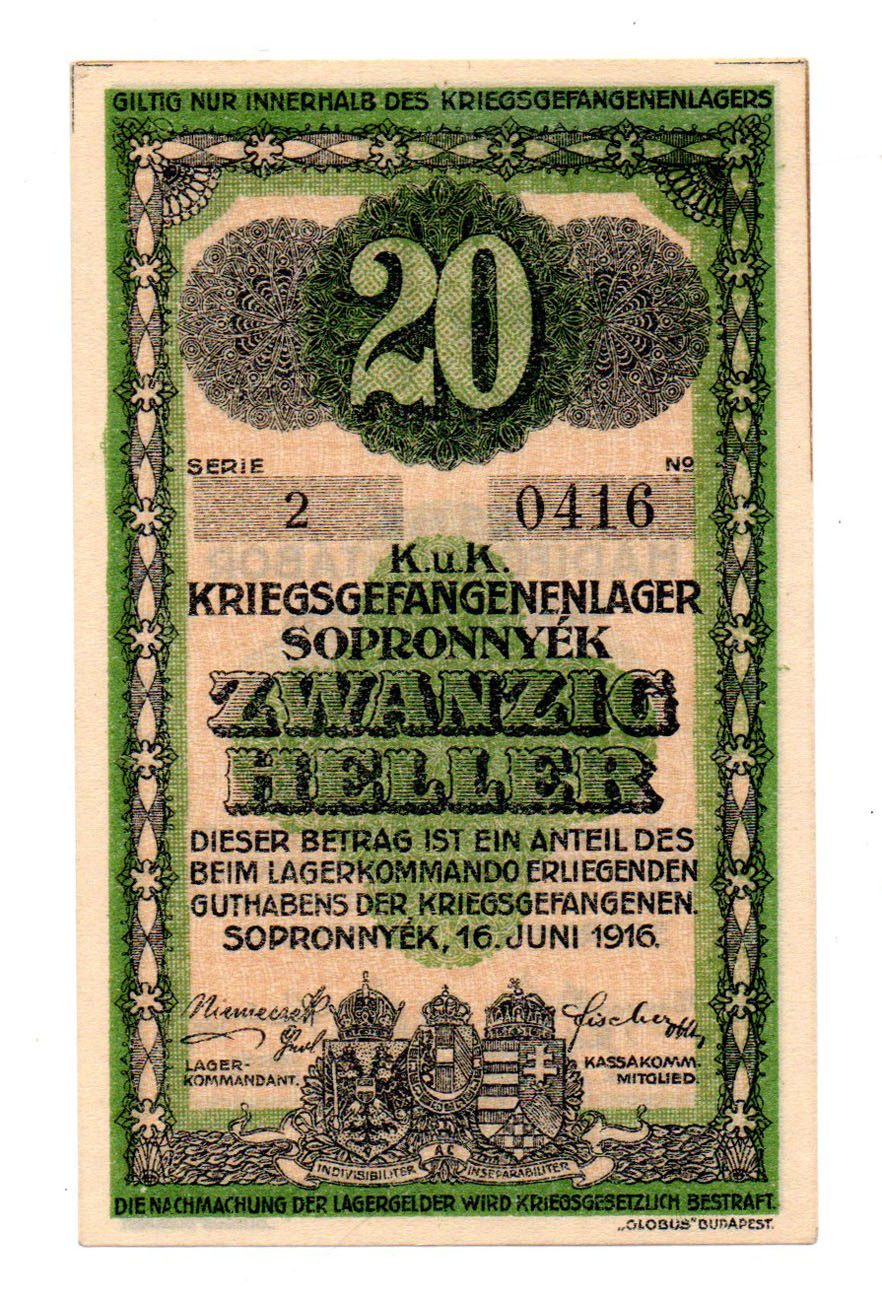 GILTIG NUR INNERHALB DES KRIEGSGEFANGENENLAGERS
20
SERIE No
2 0416
K.u.K.
KRIEGSGEFANGENENLAGER
SOPRONNYÉK
ZWANZIG
HELLER
DIESER BETRAG IST EIN ANTEIL DES
BEIM LAGERKOMMANDO ERLIEGENDEN
GUTHABENS DER KRIEGSGEFANGENEN.
SOPRONNYÉK, 16. JUNI 1916.
Fischer
LAGER-
KOMMANDANT.
KASSAKOMM.
MITGLIED.
INDIVISIBILITER AC INSEPARABILITER
DIE NACHMACHUNG DER LAGERGELDER WIRD KRIEGSGESETZLICH BESTRAFT.
„GLOBUS" BUDAPEST.